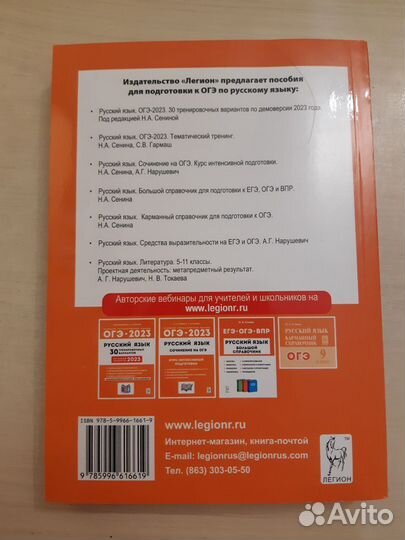 Издательство «Легион» предлагает пособия
для подготовки к ОГЭ по русскому языку:
• Русский язык. ОГЭ-2023. 30 тренировочных вариантов по демоверсии 2023 года.
Под редакцией Н.А. Сениной
• Русский язык. ОГЭ-2023. Тематический тренинг.
Н.А. Сенина, С.В. Гармаш
• Русский язык. Сочинение на ОГЭ. Курс интенсивной подготовки.
Н.А. Сенина, А.Г. Нарушевич
• Русский язык. Большой справочник для подготовки к ЕГЭ, ОГЭ и ВПР.
Н.А. Сенина
• Русский язык. Карманный справочник для подготовки к ОГЭ.
Н.А. Сенина
• Русский язык. Средства выразительности на ЕГЭ и ОГЭ. А.Г. Нарушевич
• Русский язык. Литература. 5-11 классы.
Проектная деятельность: метапредметный результат.
А. Г. Нарушевич, Н. В. Токаева
Авторские вебинары для учителей и школьников на
www.legionr.ru
ОГЭ-2023
РУССКИЙ ЯЗЫК
30
2023
ОГЭ-2023
РУССКИЙ ЯЗЫК
СОЧИНЕНИЕ НА ОГЭ
ЕГЭ•ОГЭ•ВПР
РУССКИЙ ЯЗЫК
БОЛЬШОЙ
СПРАВОЧНИК
РУССКИЙ ЯЗЫК
КАРМАННЫЙ
СПРАВОЧНИК
ОГЭ 9
ISBN 978-5-9966-1661-9
9 785996 616619
www.legionr.ru
Интернет-магазин, книга-почтой
E-mail: legionrus@legionrus.com
Тел. (863) 303-05-50
TM
ЛЕГИОН
Avito